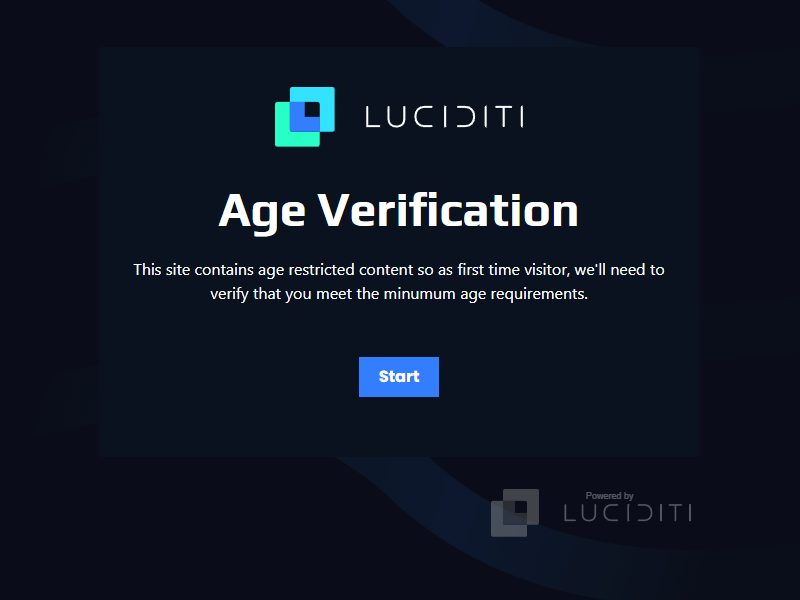 LUCIDITI
Age Verification
This site contains age restricted content so as first time visitor, we'll need to
verify that you meet the minumum age requirements.
Start
Powered by
LUCIDITI